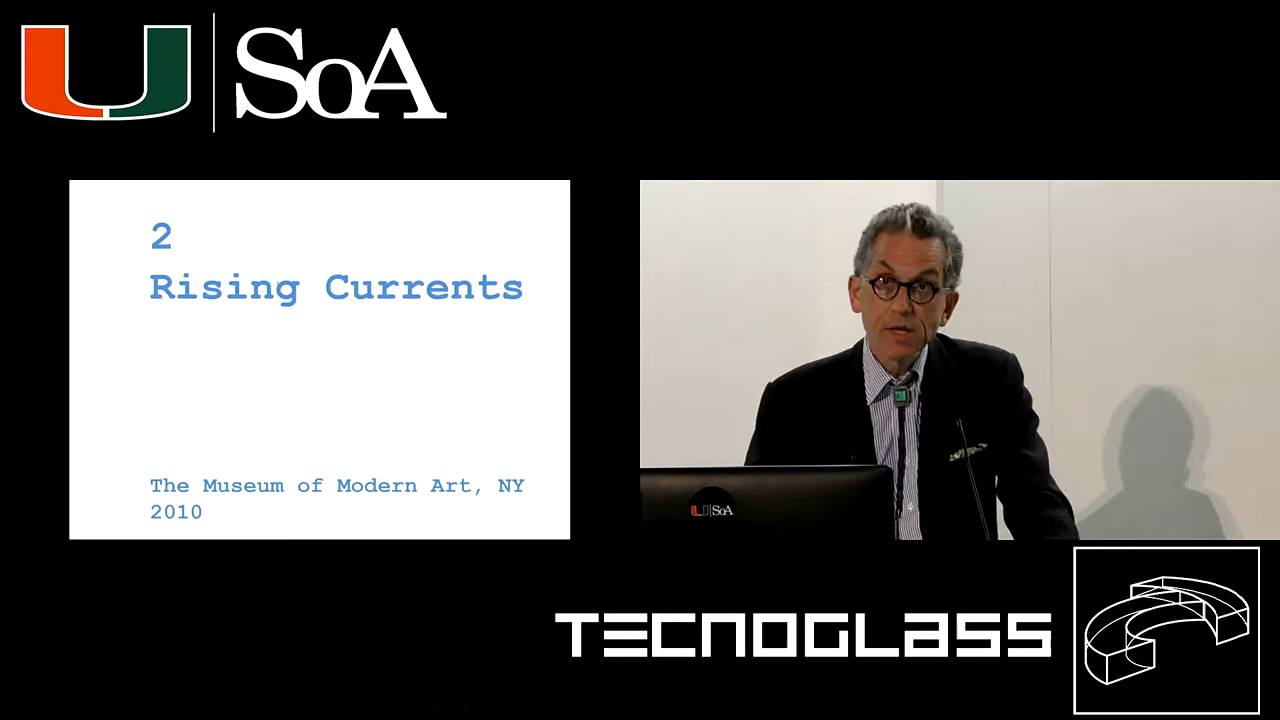 U SoA
2
Rising Currents
The Museum of Modern Art, NY
2010
U SoA
TECNOGLASS